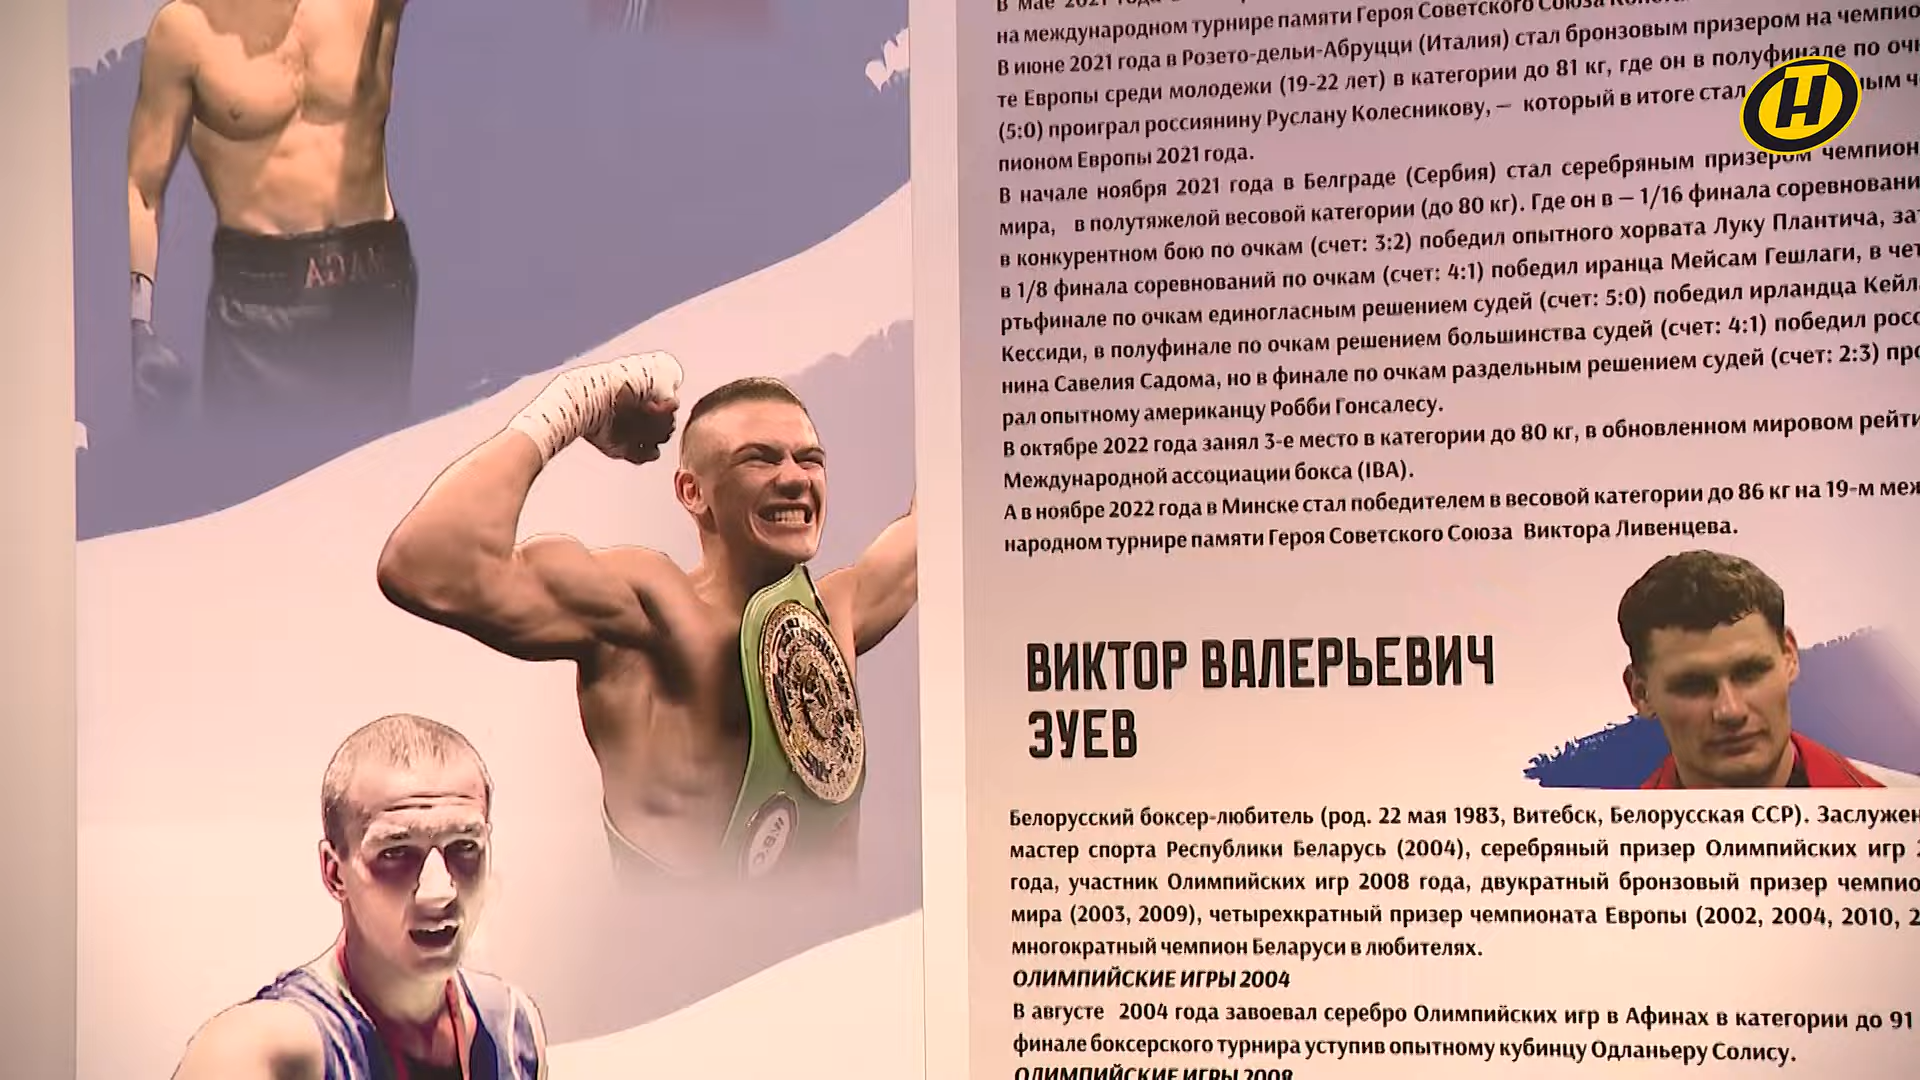 В мае 2021 года
на международном турнире памяти Героя Советского Союза
В июне 2021 года в Розето-дельи-Абруцци (Италия) стал бронзовым призером на чемпио
те Европы среди молодежи (19-22 лет) в категории до 81 кг, где он в полуфинале по оч
(5:0) проиграл россиянину Руслану Колесникову, — который в итоге стал ным ч
пионом Европы 2021 года.
В начале ноября 2021 года в Белграде (Сербия) стал серебряным призером чемпион
мира, в полутяжелой весовой категории (до 80 кг). Где он в — 1/16 финала соревновани
в конкурентном бою по очкам (счет: 3:2) победил опытного хорвата Луку Плантича, за
в 1/8 финала соревнований по очкам (счет: 4:1) победил иранца Мейсам Гешлаги, в чет
ртьфинале по очкам единогласным решением судей (счет: 5:0) победил ирландца Кейл
Кессиди, в полуфинале по очкам решением большинства судей (счет: 4:1) победил росс
нина Савелия Садома, но в финале по очкам раздельным решением судей (счет: 2:3) про
рал опытному американцу Робби Гонсалесу.
В октябре 2022 года занял 3-е место в категории до 80 кг, в обновленном мировом рейти
Международной ассоциации бокса (IBA).
А в ноябре 2022 года в Минске стал победителем в весовой категории до 86 кг на 19-м меж
народном турнире памяти Героя Советского Союза Виктора Ливенцева.
ВИКТОР ВАЛЕРЬЕВИЧ
ЗУЕВ
Белорусский боксер-любитель (род. 22 мая 1983, Витебск, Белорусская ССР). Заслужен
мастер спорта Республики Беларусь (2004), серебряный призер Олимпийских игр
года, участник Олимпийских игр 2008 года, двукратный бронзовый призер чемпио
мира (2003, 2009), четырехкратный призер чемпионата Европы (2002, 2004, 2010, 2
многократный чемпион Беларуси в любителях.
ОЛИМПИЙСКИЕ ИГРЫ 2004
В августе 2004 года завоевал серебро Олимпийских игр в Афинах в категории до 91
финале боксерского турнира уступив опытному кубинцу Одланьеру Солису.
ОЛИМПИЙСКИЕ ИГРЫ 2008
MAGA
W.B.C.
НТ